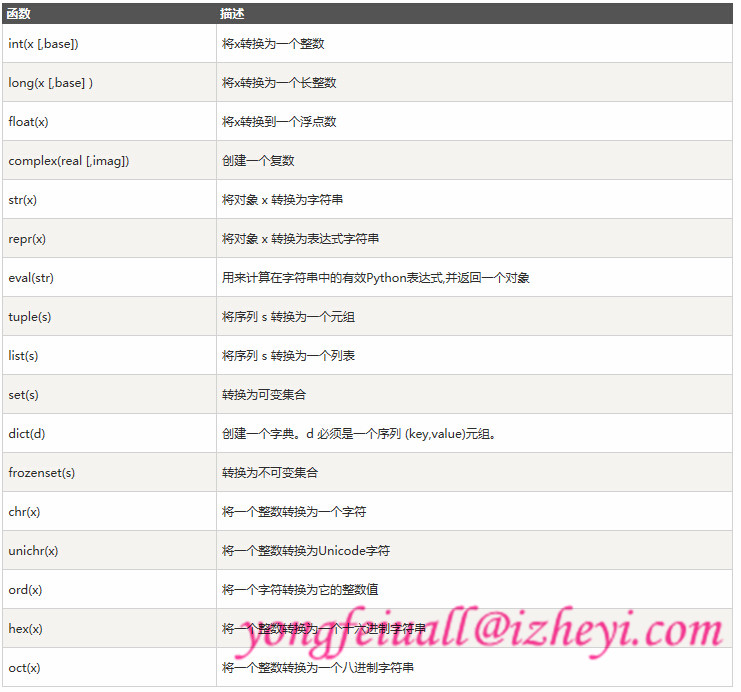 函数 描述
int(x [,base]) 将x转换为一个整数
long(x [,base] ) 将x转换为一个长整数
float(x) 将x转换到一个浮点数
complex(real [,imag]) 创建一个复数
str(x) 将对象 x 转换为字符串
repr(x) 将对象 x 转换为表达式字符串
eval(str) 用来计算在字符串中的有效Python表达式,并返回一个对象
tuple(s) 将序列 s 转换为一个元组
list(s) 将序列 s 转换为一个列表
set(s) 转换为可变集合
dict(d) 创建一个字典。d 必须是一个序列 (key,value)元组。
frozenset(s) 转换为不可变集合
chr(x) 将一个整数转换为一个字符
unichr(x) 将一个整数转换为Unicode字符
ord(x) 将一个字符转换为它的整数值
hex(x) 将一个整数转换为一个十六进制字符串
yongfeiuall@izheyi.com
oct(x) 将一个整数转换为一个八进制字符串